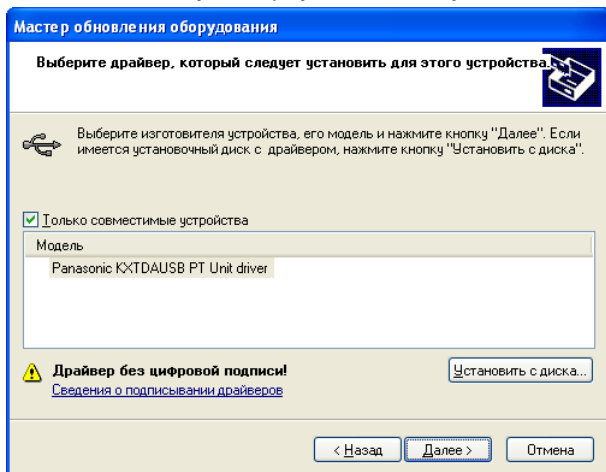 Мастер обновления оборудования
Выберите драйвер, который следует установить для этого устройства.
Выберите изготовителя устройства, его модель и нажмите кнопку "Далее". Если
имеется установочный диск с драйвером, нажмите кнопку "Установить с диска".
Только совместимые устройства
Модель
Panasonic KXTDAUSB PT Unit driver
Драйвер без цифровой подписи!
Установить с диска...
Сведения о подписывании драйверов
< Назад
Далее >
Отмена